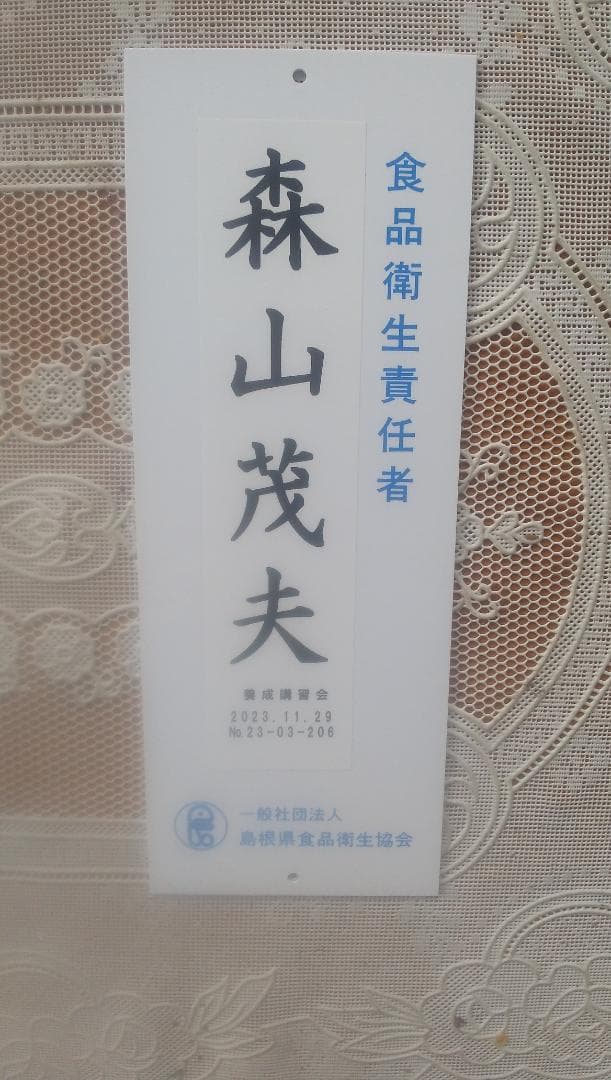 食品衛生責任者
森山茂夫
養成講習会
2023.11.29
No.23-03-206
一般社団法人
島根県食品衛生協会